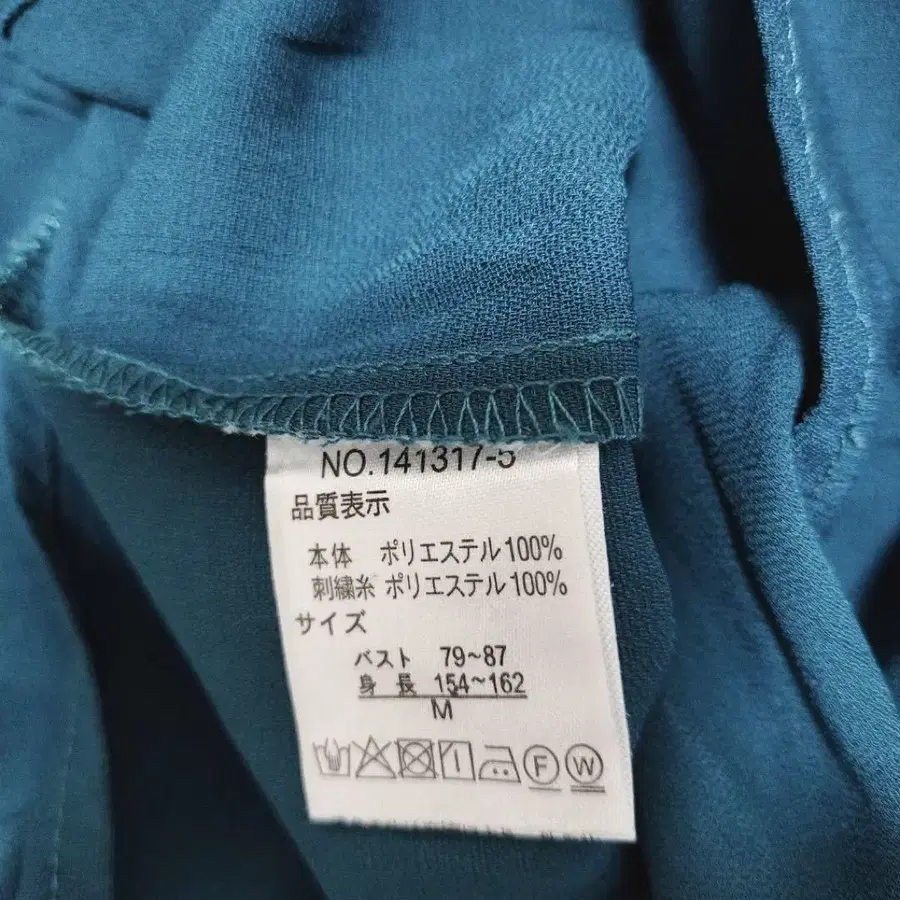 NO.141317-5
品質表示
本体 ポリエステル100%
刺繍糸 ポリエステル100%
サイズ
バスト 79~87
身長 154~162
M
F W